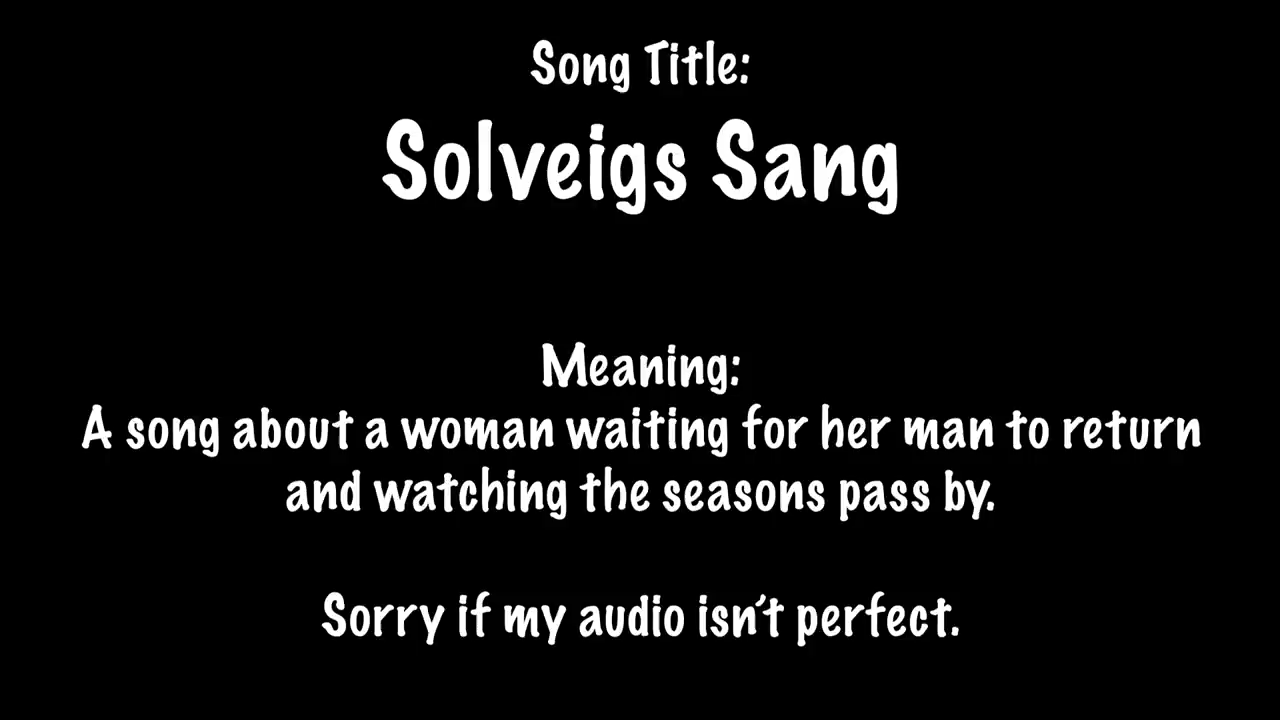 Song Title:
Solveigs Sang
Meaning:
A song about a woman waiting for her man to return
and watching the seasons pass by.
Sorry if my audio isn’t perfect.